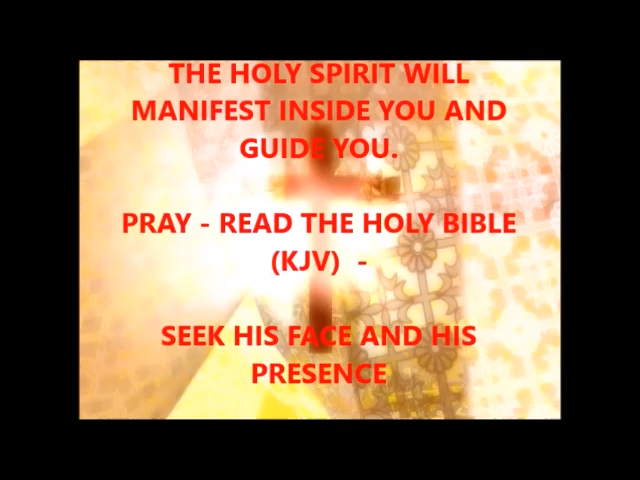 THE HOLY SPIRIT WILL
MANIFEST INSIDE YOU AND
GUIDE YOU.
PRAY - READ THE HOLY BIBLE
(KJV)  -
SEEK HIS FACE AND HIS
PRESENCE